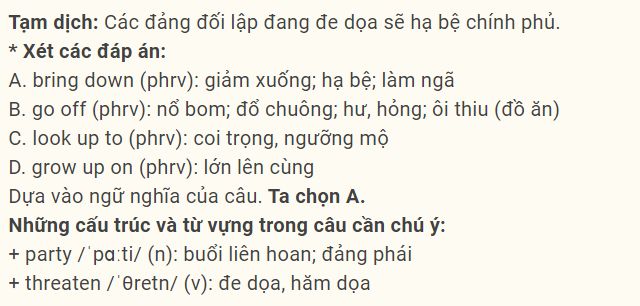 Tạm dịch: Các đảng đối lập đang đe dọa sẽ hạ bệ chính phủ.
* Xét các đáp án:
A. bring down (phrv): giảm xuống; hạ bệ; làm ngã
B. go off (phrv): nổ bom; đổ chuông; hư, hỏng; ôi thiu (đồ ăn)
C. look up to (phrv): coi trọng, ngưỡng mộ
D. grow up on (phrv): lớn lên cùng
Dựa vào ngữ nghĩa của câu. Ta chọn A.
Những cấu trúc và từ vựng trong câu cần chú ý:
+ party /ˈpɑːti/ (n): buổi liên hoan; đảng phái
+ threaten /ˈθretn/ (v): đe dọa, hăm dọa